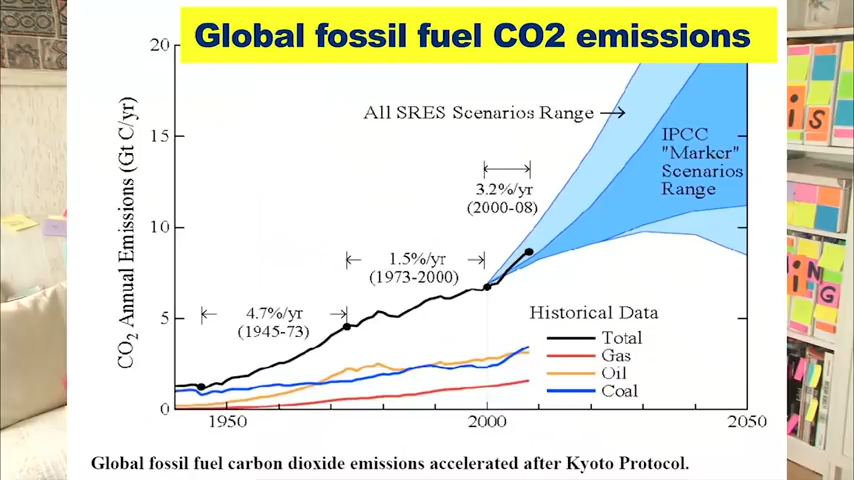 Global fossil fuel CO2 emissions
20
15
10
5
0
CO2 Annual Emissions (Gt C/yr)
All SRES Scenarios Range
IPCC
"Marker"
Scenarios
Range
3.2%/yr
(2000-08)
1.5%/yr
(1973-2000)
4.7%/yr
(1945-73)
Historical Data
Total
Gas
Oil
Coal
1950
2000
2050
Global fossil fuel carbon dioxide emissions accelerated after Kyoto Protocol.
IS
ING